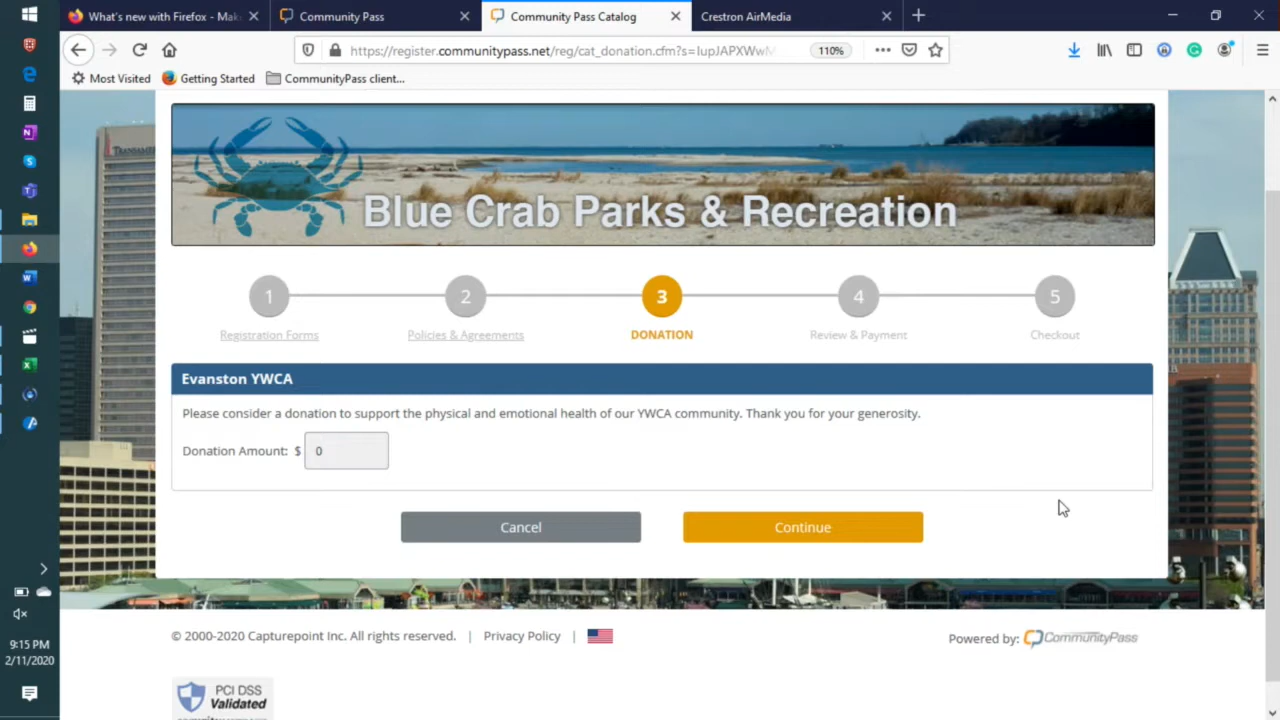 What's new with Firefox - Mak
Community Pass
Community Pass Catalog
Crestron AirMedia
https://register.communitypass.net/reg/cat_donation.cfm?s=IupJAPXWwM
110%
Most Visited
Getting Started
CommunityPass client...
TRANSAM
Blue Crab Parks & Recreation
1
2
3
4
5
Registration Forms
Policies & Agreements
DONATION
Review & Payment
Checkout
Evanston YWCA
Please consider a donation to support the physical and emotional health of our YWCA community. Thank you for your generosity.
Donation Amount: $ 0
Cancel
Continue
© 2000-2020 Capturepoint Inc. All rights reserved. | Privacy Policy |
Powered by: CommunityPass
PCI DSS
Validated
9:15 PM
2/11/2020